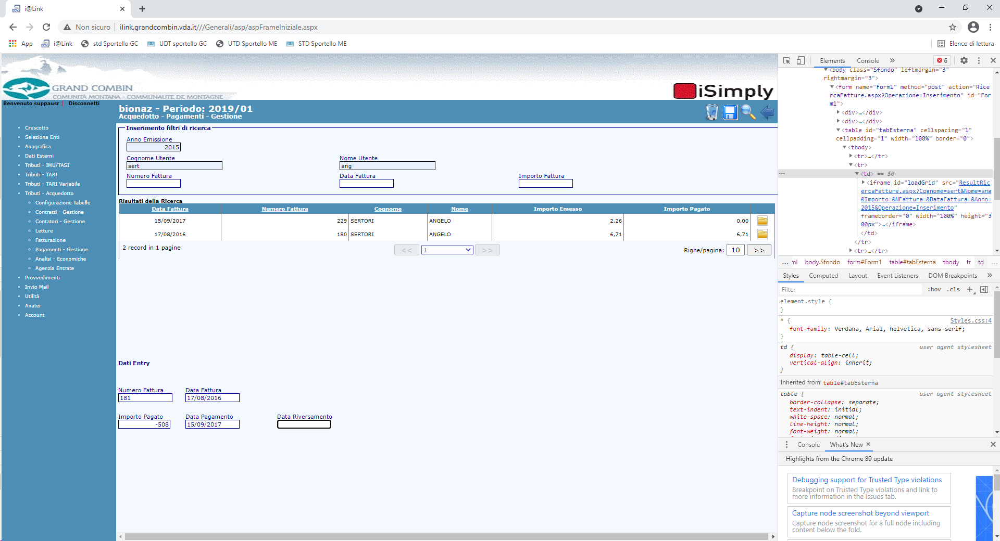 i@Link
Non sicuro
ilink.grandcombin.vda.it///Generali/asp/aspFrameIniziale.aspx
App
i@Link
std Sportello GC
UDT sportello GC
UTD Sportello ME
STD Sportello ME
Elenco di lettura
GRAND COMBIN
COMUNITÀ MONTANA - COMMUNAUTE DE MONTAGNE
iSimply
Benvenuto suppausr | Disconnetti
bionaz - Periodo: 2019/01
Acquedotto - Pagamenti - Gestione
Cruscotto
Seleziona Enti
Anagrafica
Dati Esterni
Tributi - IMU/TASI
Tributi - TARI
Tributi - TARI Variabile
Tributi - Acquedotto
Configurazione Tabelle
Contratti - Gestione
Contatori - Gestione
Letture
Fatturazione
Pagamenti - Gestione
Analisi - Economiche
Agenzia Entrate
Provvedimenti
Invio Mail
Utilità
Anater
Account
Inserimento filtri di ricerca
Anno Emissione
2015
Cognome Utente
Nome Utente
sert
ang
Numero Fattura
Data Fattura
Importo Fattura
Risultati della Ricerca
Data Fattura Numero Fattura Cognome Nome Importo Emesso Importo Pagato
15/09/2017 229 SERTORI ANGELO 2,26 0,00
17/08/2016 180 SERTORI ANGELO 6,71 6,71
2 record in 1 pagine
<< 1 >>
Righe/pagina: 10 >>
Dati Entry
Numero Fattura
Data Fattura
181
17/08/2016
Importo Pagato
Data Pagamento
Data Riversamento
-508
15/09/2017
Elements
Console
»
6
<body class="Sfondo" leftmargin="3"
rightmargin="3">
<form name="Form1" method="post" action="Rice
rcaFatture.aspx?Operazione=Inserimento" id="For
m1">
<div>…</div>
<div>…</div>
<table id="tabEsterna" cellspacing="1"
cellpadding="1" width="100%" border="0">
<tbody>
<tr>…</tr>
<tr>
<td> == $0
<iframe id="loadGrid" src="ResultRic
ercaFatture.aspx?Cognome=sert&Nome=ang
&Importo=&NFattura=&DataFattura=&Anno=
2015&Operazione=Inserimento"
frameborder="0" width="100%" height="3
00px">…</iframe>
</td>
</tr>
<tr>…</tr>
… ml body.Sfondo form#Form1 table#tabEsterna tbody tr td …
Styles
Computed
Layout
Event Listeners
DOM Breakpoints
»
Filter
:hov .cls +
element.style {
}
* {
Styles.css:4
font-family: Verdana, Arial, helvetica, sans-serif;
}
td {
user agent stylesheet
display: table-cell;
vertical-align: inherit;
}
Inherited from table#tabEsterna
table {
user agent stylesheet
border-collapse: separate;
text-indent: initial;
white-space: normal;
line-height: normal;
font-weight: normal;
Console
What's New
Highlights from the Chrome 89 update
Debugging support for Trusted Type violations
Breakpoint on Trusted Type violations and link to
more information in the Issues tab.
Capture node screenshot beyond viewport
Capture node screenshot for a full node including
content below the fold.